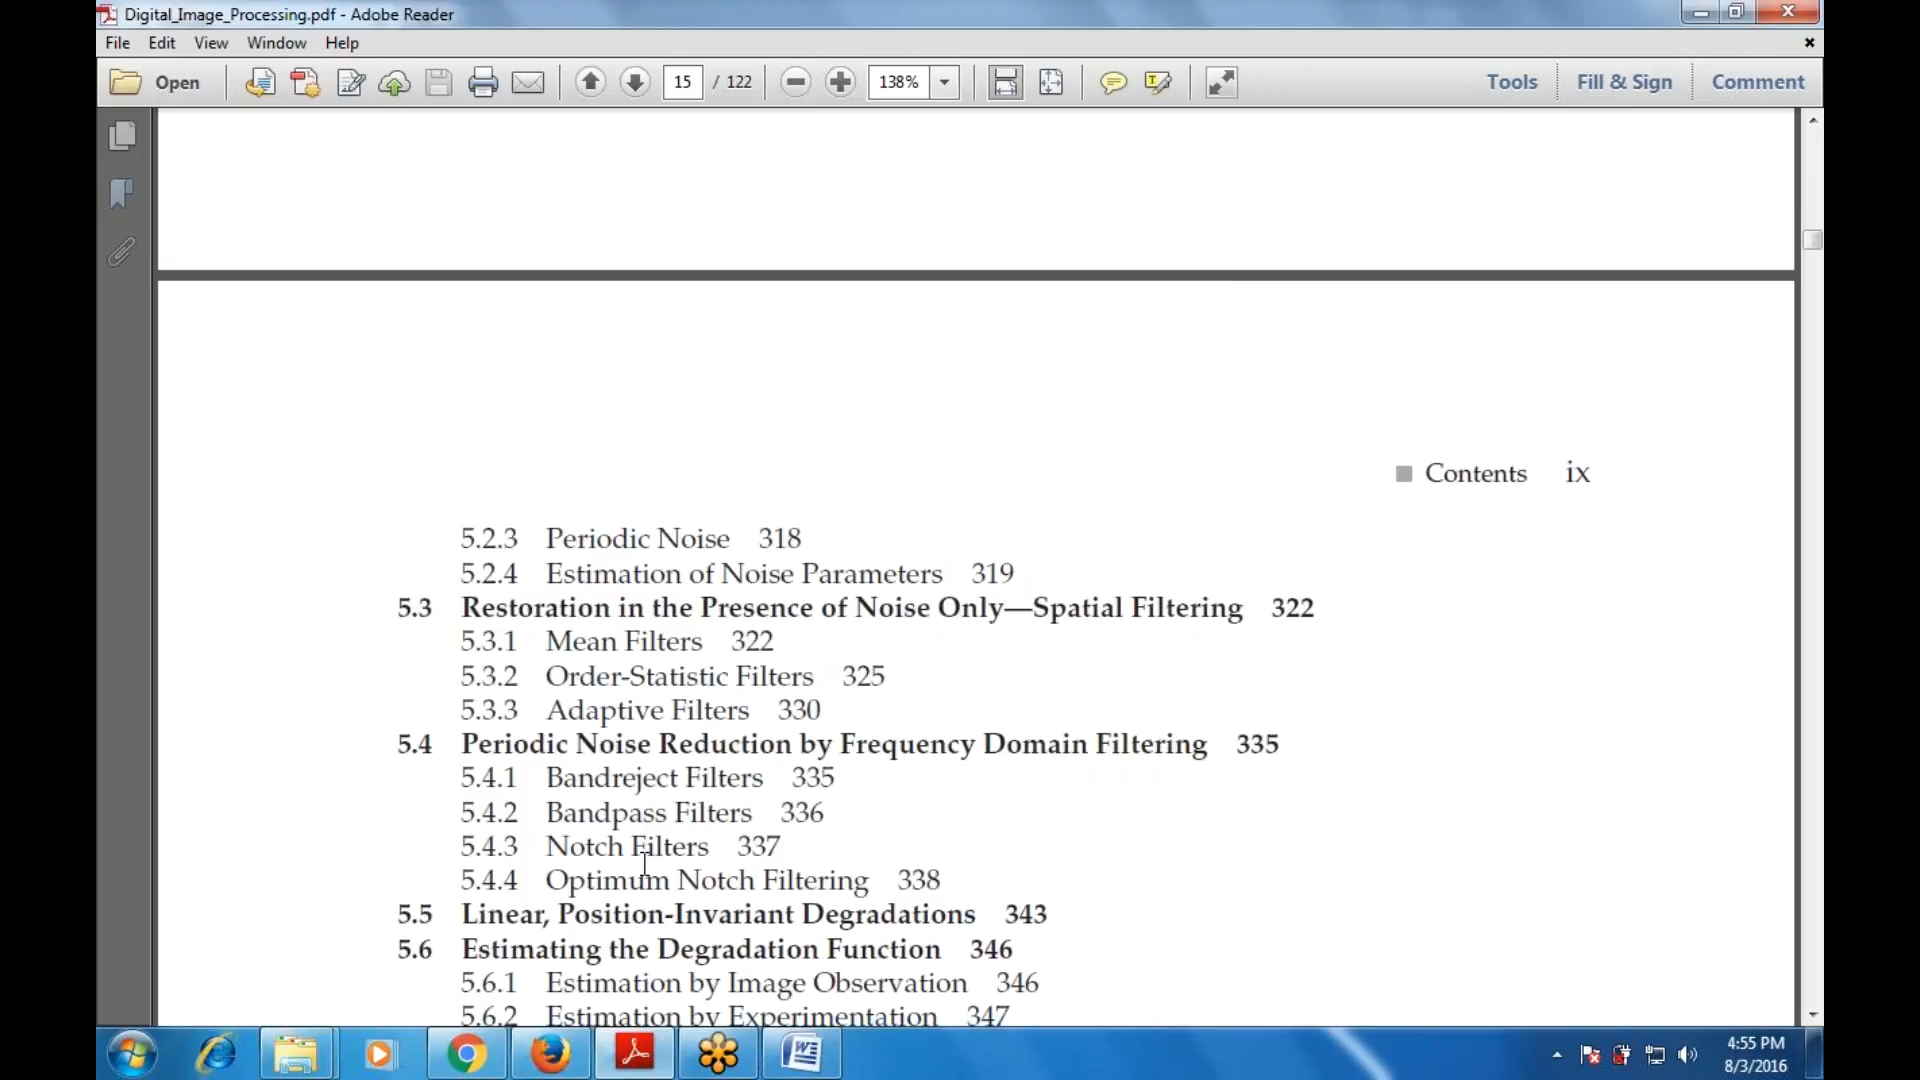 Digital_Image_Processing.pdf - Adobe Reader
File Edit View Window Help
Open 15 / 122 138% Tools Fill & Sign Comment
Contents ix
5.2.3 Periodic Noise 318
5.2.4 Estimation of Noise Parameters 319
5.3 Restoration in the Presence of Noise Only—Spatial Filtering 322
5.3.1 Mean Filters 322
5.3.2 Order-Statistic Filters 325
5.3.3 Adaptive Filters 330
5.4 Periodic Noise Reduction by Frequency Domain Filtering 335
5.4.1 Bandreject Filters 335
5.4.2 Bandpass Filters 336
5.4.3 Notch Filters 337
5.4.4 Optimum Notch Filtering 338
5.5 Linear, Position-Invariant Degradations 343
5.6 Estimating the Degradation Function 346
5.6.1 Estimation by Image Observation 346
5.6.2 Estimation by Experimentation 347
4:55 PM
8/3/2016